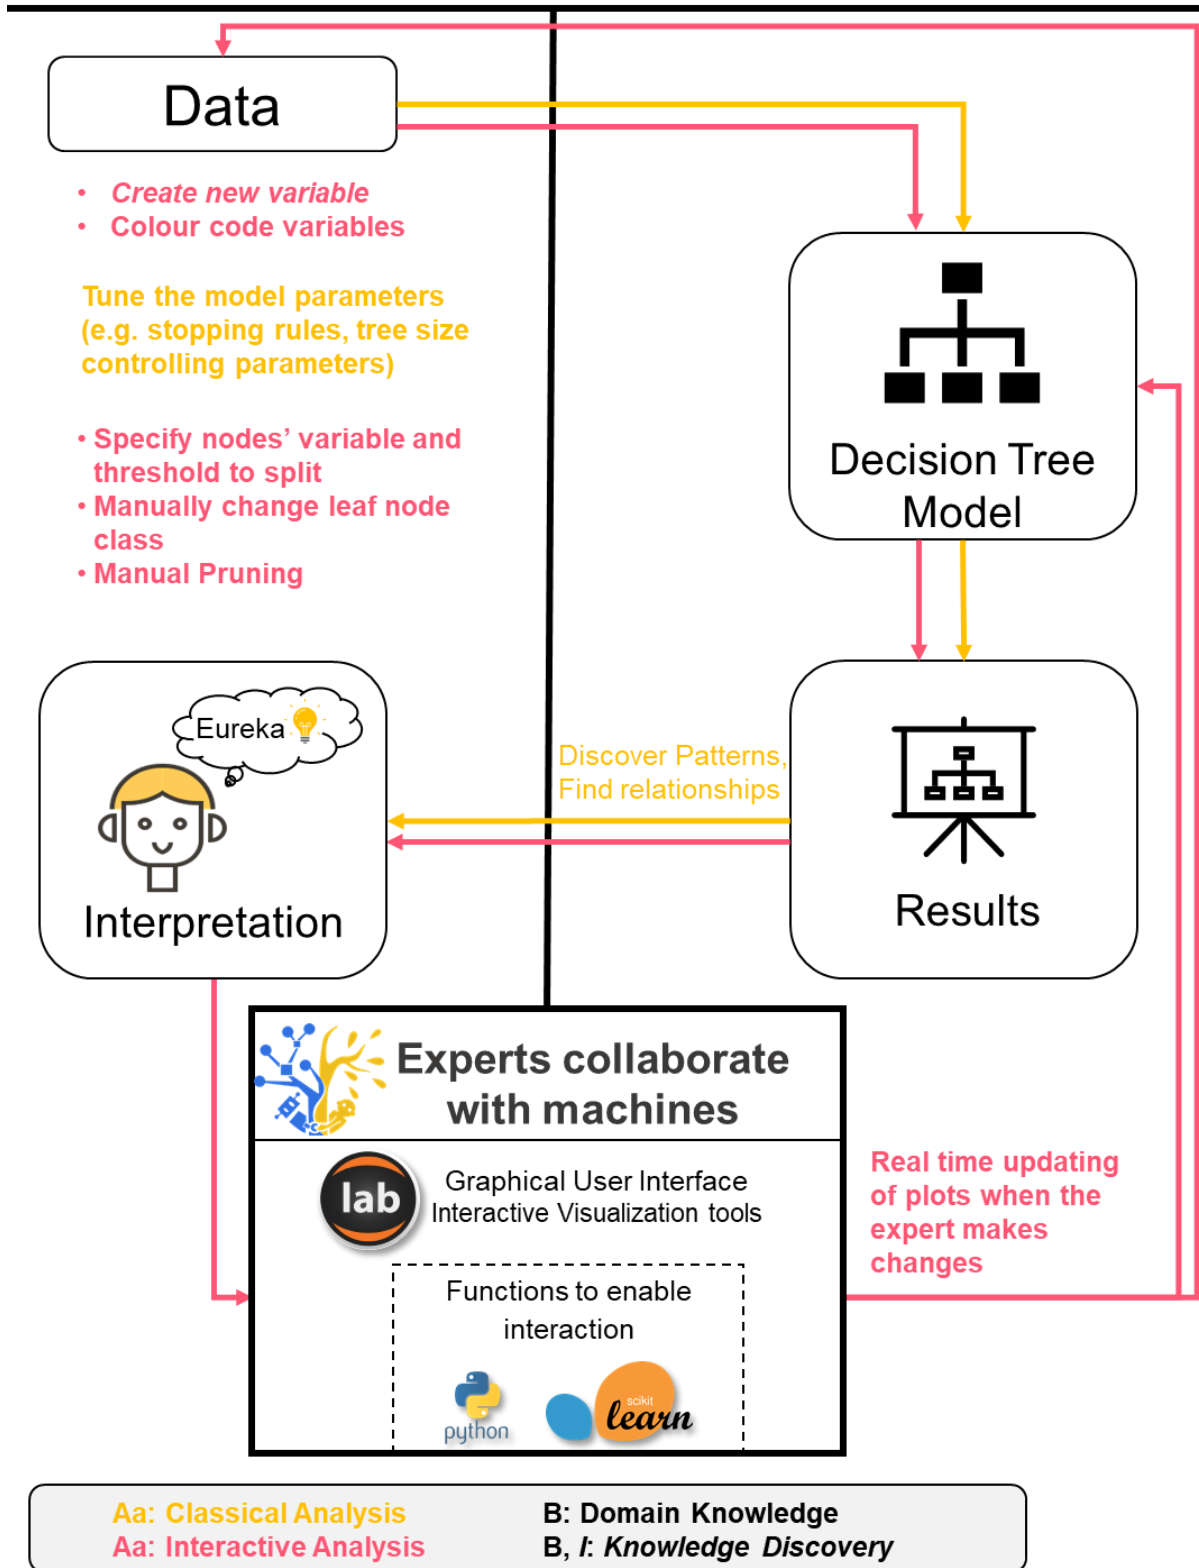 Data
• Create new variable
• Colour code variables
Tune the model parameters
(e.g. stopping rules, tree size
controlling parameters)
• Specify nodes’ variable and
threshold to split
• Manually change leaf node
class
• Manual Pruning
Decision Tree
Model
Eureka
Interpretation
Discover Patterns,
Find relationships
Results
Experts collaborate
with machines
lab
Graphical User Interface
Interactive Visualization tools
Functions to enable
interaction
python
scikit
learn
Real time updating
of plots when the
expert makes
changes
Aa: Classical Analysis
Aa: Interactive Analysis
B: Domain Knowledge
B, I: Knowledge Discovery